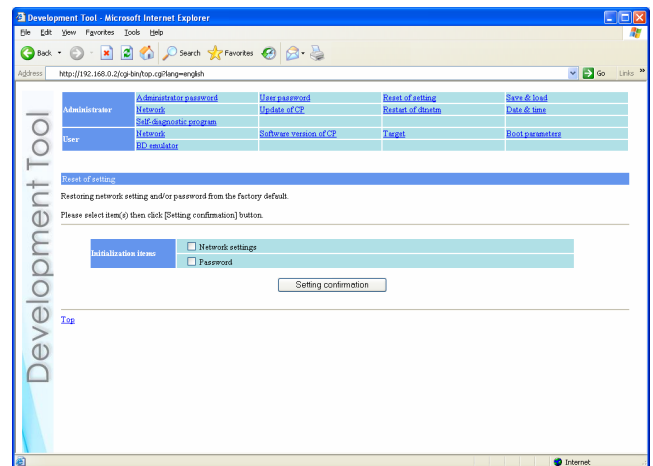 Development Tool - Microsoft Internet Explorer
File Edit View Favorites Tools Help
Back Search Favorites
Address http://192.168.0.2/cgi-bin/top.cgi?lang=english Go Links »
Development Tool
Administrator
Administrator password User password Reset of setting Save & load
Network Update of CP Restart of dtnetm Date & time
Self-diagnostic program
User
Network Software version of CP Target Boot parameters
BD emulator
Reset of setting
Restoring network setting and/or password from the factory default.
Please select item(s) then click [Setting confirmation] button.
Initialization items
Network settings
Password
Setting confirmation
Top
Internet